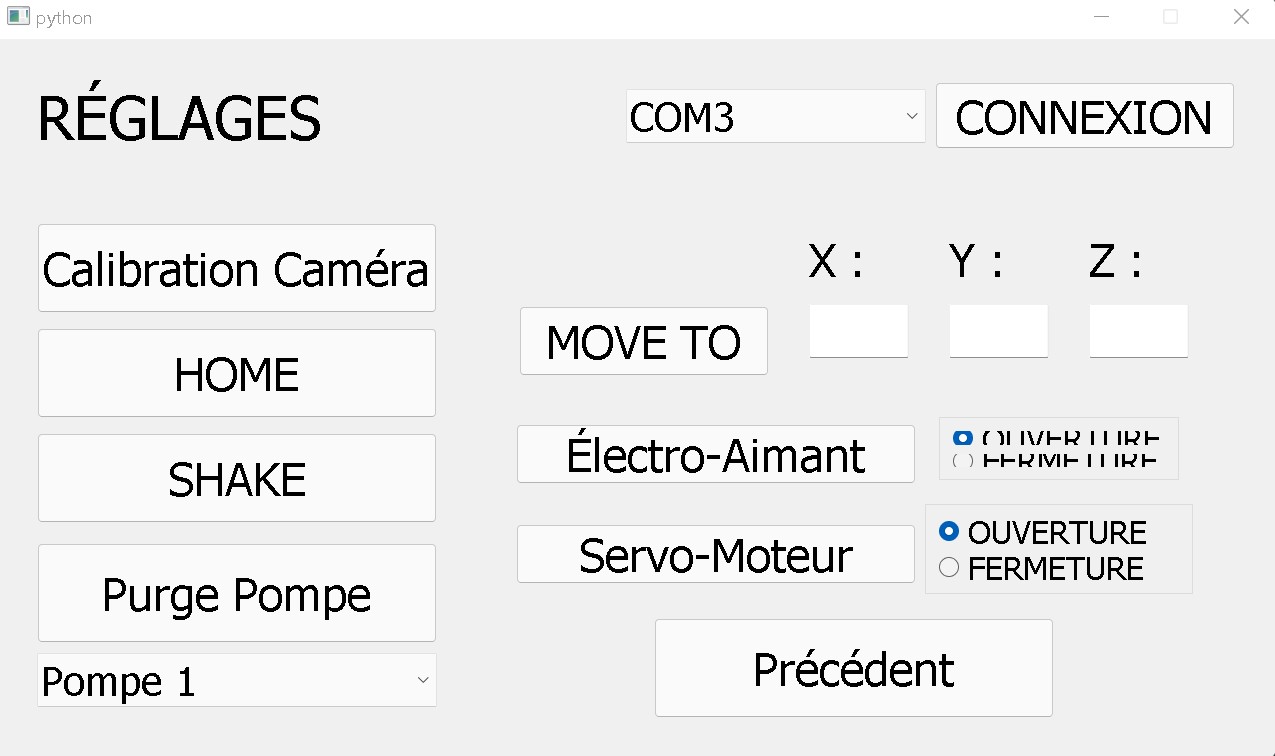 python
RÉGLAGES
COM3
CONNEXION
Calibration Caméra
HOME
SHAKE
Purge Pompe
Pompe 1
X :
Y :
Z :
MOVE TO
Électro-Aimant
OUVERTURE
FERMETURE
Servo-Moteur
OUVERTURE
FERMETURE
Précédent